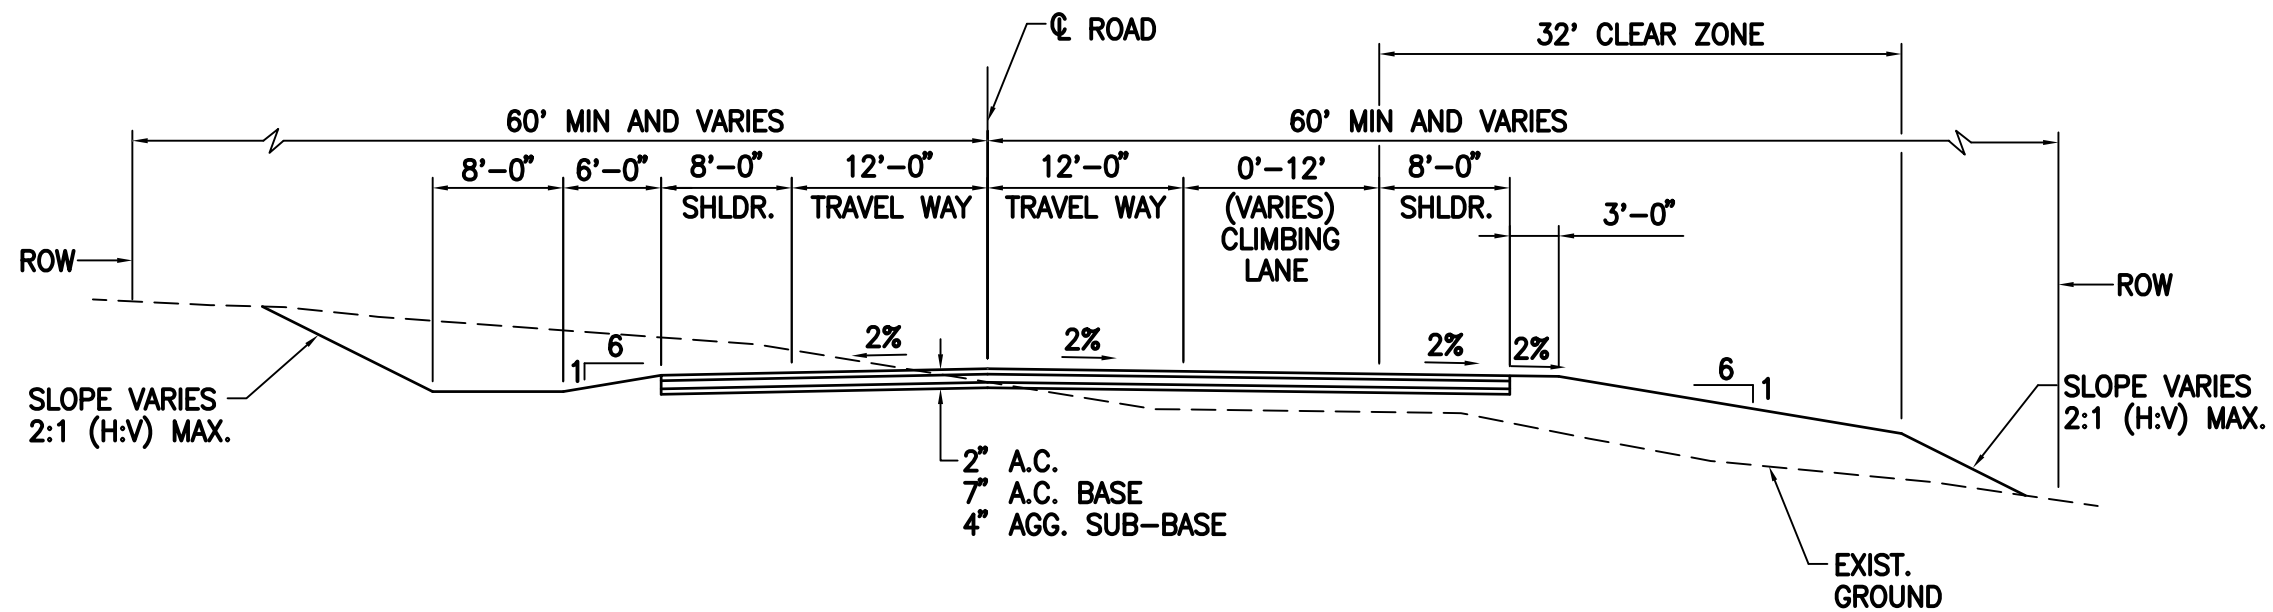 ℄ ROAD
32' CLEAR ZONE
60' MIN AND VARIES
60' MIN AND VARIES
8'-0"
6'-0"
8'-0"
SHLDR.
12'-0"
TRAVEL WAY
12'-0"
TRAVEL WAY
0'-12'
(VARIES)
CLIMBING
LANE
8'-0"
SHLDR.
3'-0"
ROW
ROW
2%
2%
2%
2%
6
1
6
1
SLOPE VARIES
2:1 (H:V) MAX.
SLOPE VARIES
2:1 (H:V) MAX.
2" A.C.
7" A.C. BASE
4" AGG. SUB-BASE
EXIST.
GROUND